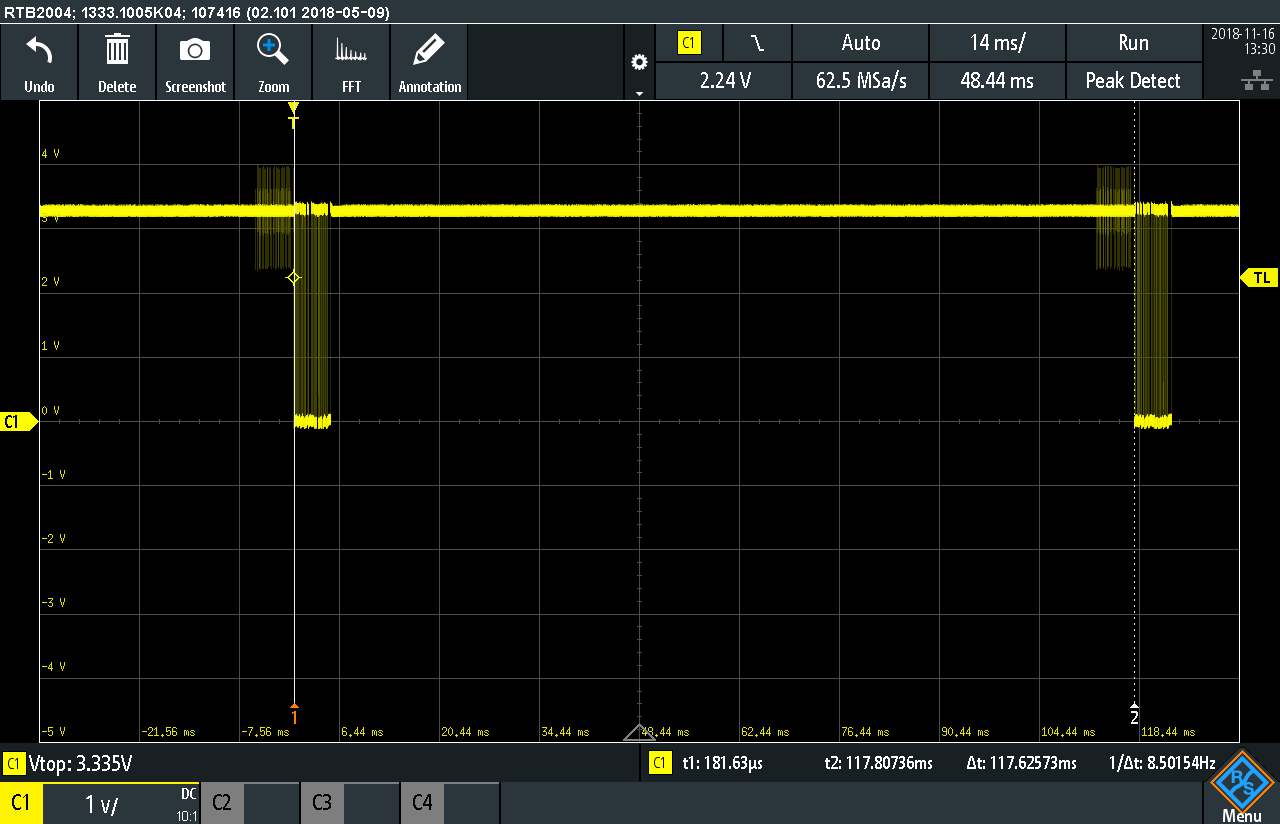 RTB2004; 1333.1005K04; 107416 (02.101 2018-05-09)
Undo
Delete
Screenshot
Zoom
FFT
Annotation
C1
Auto
14 ms/
Run
2.24 V
62.5 MSa/s
48.44 ms
Peak Detect
2018-11-16
13:30
T
4 V
3 V
2 V
1 V
0 V
-1 V
-2 V
-3 V
-4 V
-5 V
TL
C1
1
2
-21.56 ms
-7.56 ms
6.44 ms
20.44 ms
34.44 ms
48.44 ms
62.44 ms
76.44 ms
90.44 ms
104.44 ms
118.44 ms
C1 Vtop: 3.335V
C1 t1: 181.63µs t2: 117.80736ms Δt: 117.62573ms 1/Δt: 8.50154Hz
C1 1 V/ DC 10:1
C2
C3
C4
R S
Menu